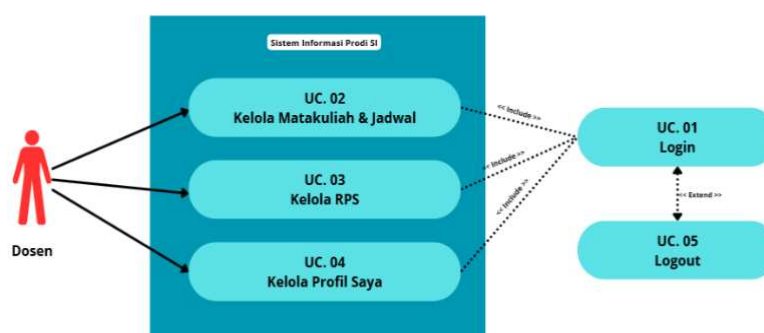 Sistem Informasi Prodi SI
UC. 02
Kelola Matakuliah & Jadwal
<< Include >>
UC. 01
Login
UC. 03
Kelola RPS
<< Include >>
<< Include >>
<< Extend >>
Dosen
UC. 04
Kelola Profil Saya
UC. 05
Logout